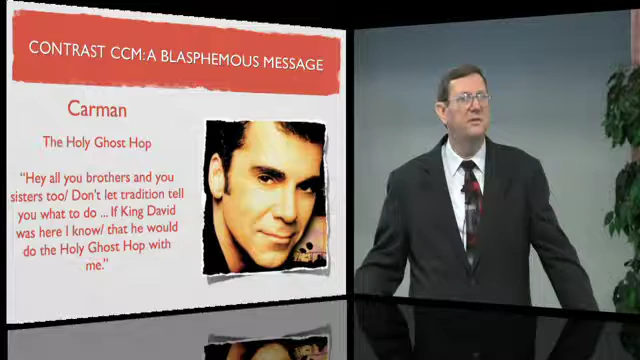 CONTRAST CCM: A BLASPHEMOUS MESSAGE
Carman
The Holy Ghost Hop
“Hey all you brothers and you
sisters too/ Don’t let tradition tell
you what to do ... If King David
was here I know/ that he would
do the Holy Ghost Hop with
me.”